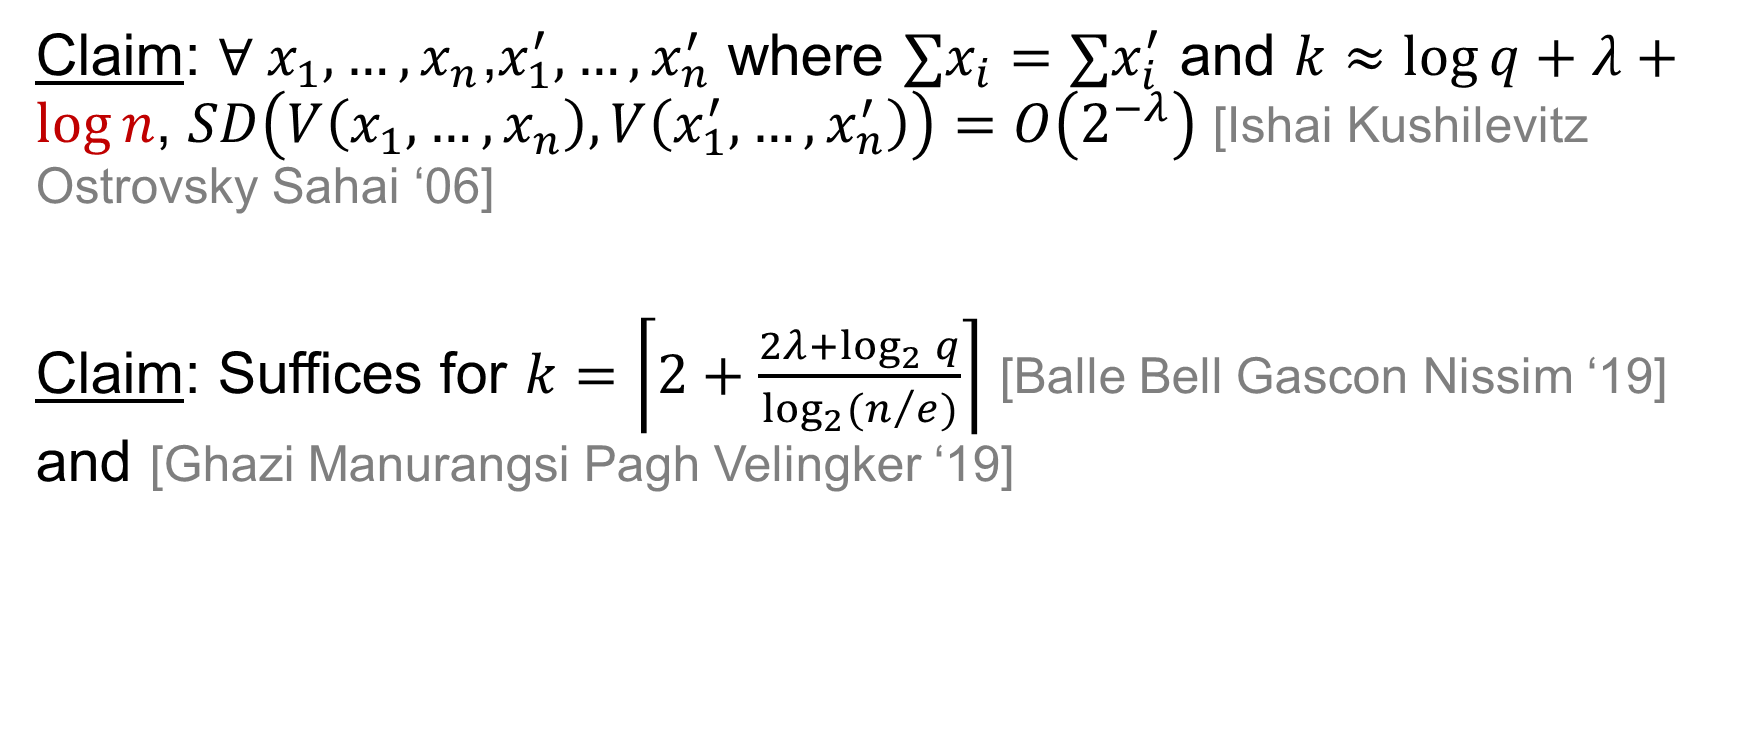 Claim: ∀ x₁, … , xₙ,x′₁, … , x′ₙ where ∑xᵢ = ∑x′ᵢ and k ≈ log q + λ +
log n, SD(V(x₁, … , xₙ), V(x′₁, … , x′ₙ)) = O(2^{−λ}) [Ishai Kushilevitz
Ostrovsky Sahai ‘06]
Claim: Suffices for k = ⌈2 + (2λ+log₂ q)/(log₂(n/e))⌉ [Balle Bell Gascon Nissim ‘19]
and [Ghazi Manurangsi Pagh Velingker ‘19]